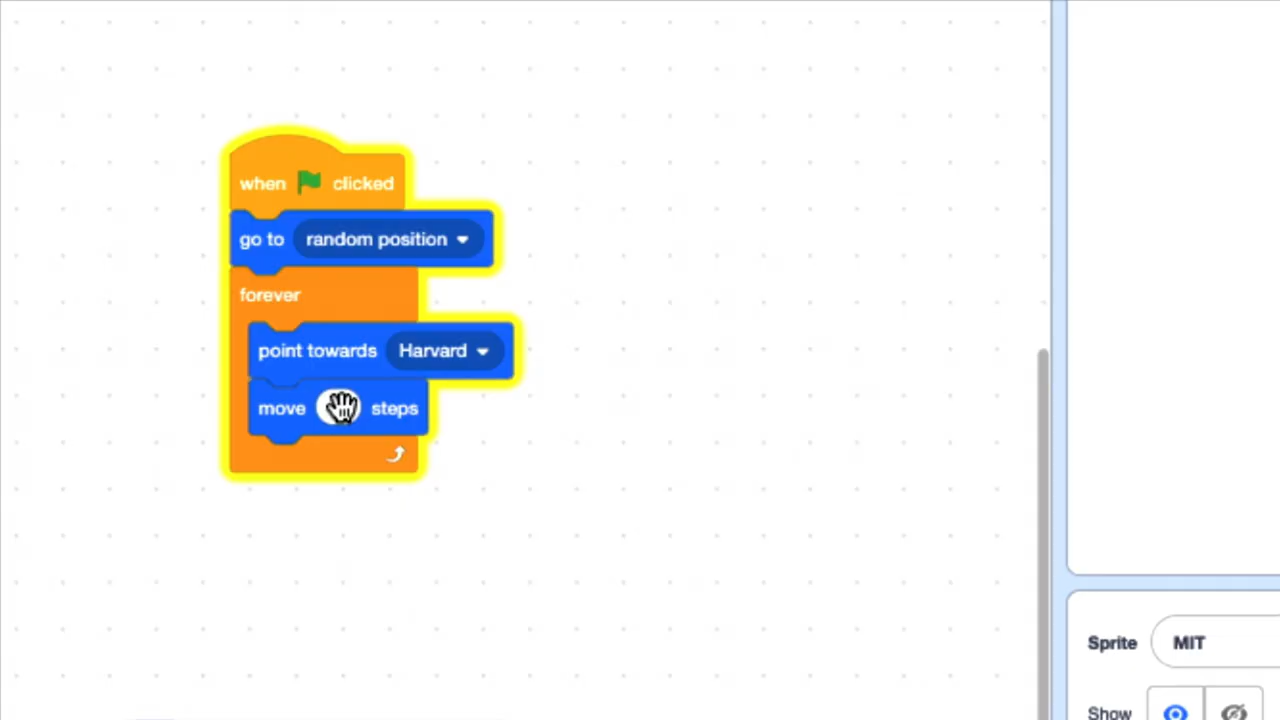 when clicked
go to random position
forever
point towards Harvard
move steps
Sprite MIT
Show